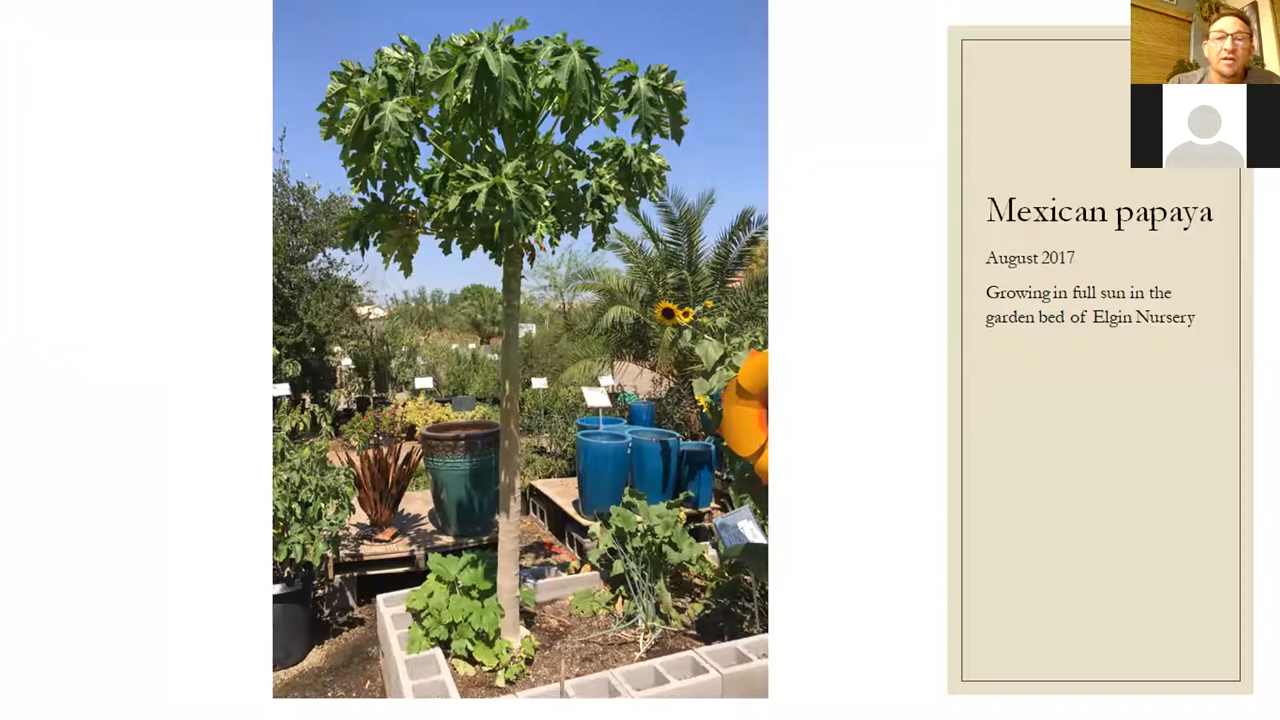 Mexican papaya
August 2017
Growing in full sun in the
garden bed of Elgin Nursery